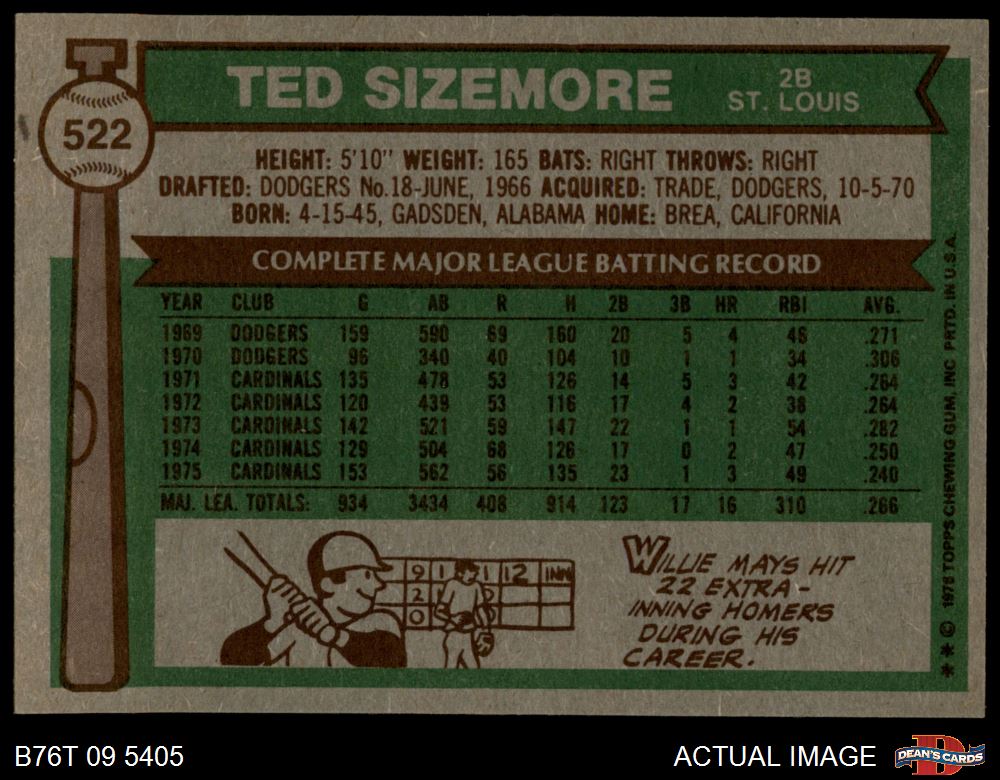 522
TED SIZEMORE
2B
ST. LOUIS
HEIGHT: 5'10" WEIGHT: 165 BATS: RIGHT THROWS: RIGHT
DRAFTED: DODGERS No.18-JUNE, 1966 ACQUIRED: TRADE, DODGERS, 10-5-70
BORN: 4-15-45, GADSDEN, ALABAMA HOME: BREA, CALIFORNIA
COMPLETE MAJOR LEAGUE BATTING RECORD
YEAR CLUB G AB R H 2B 3B HR RBI AVG.
1969 DODGERS 159 590 69 160 20 5 4 46 .271
1970 DODGERS 96 340 40 104 10 1 1 34 .306
1971 CARDINALS 135 478 53 126 14 5 3 42 .264
1972 CARDINALS 120 439 53 116 17 4 2 38 .264
1973 CARDINALS 142 521 59 147 22 1 1 54 .282
1974 CARDINALS 129 504 68 126 17 0 2 47 .250
1975 CARDINALS 153 562 56 135 23 1 3 49 .240
MAJ. LEA. TOTALS: 934 3434 408 914 123 17 16 310 .266
9 1 1 12 INN
2
0
WILLIE MAYS HIT
22 EXTRA-
INNING HOMERS
DURING HIS
CAREER.
** © 1976 TOPPS CHEWING GUM, INC PRTD. IN U.S.A.
B76T 09 5405
ACTUAL IMAGE
D
DEAN'S CARDS